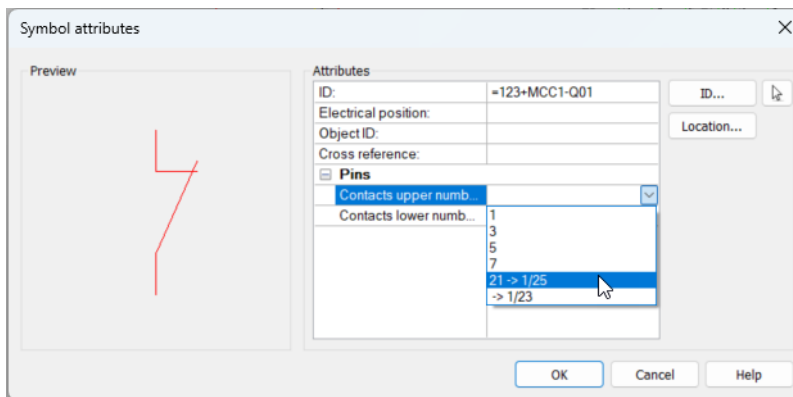 Symbol attributes
Preview
Attributes
ID: =123+MCC1-Q01
Electrical position:
Object ID:
Cross reference:
Pins
Contacts upper numb...
Contacts lower numb...
1
3
5
7
21 -> 1/25
-> 1/23
ID...
Location...
OK Cancel Help